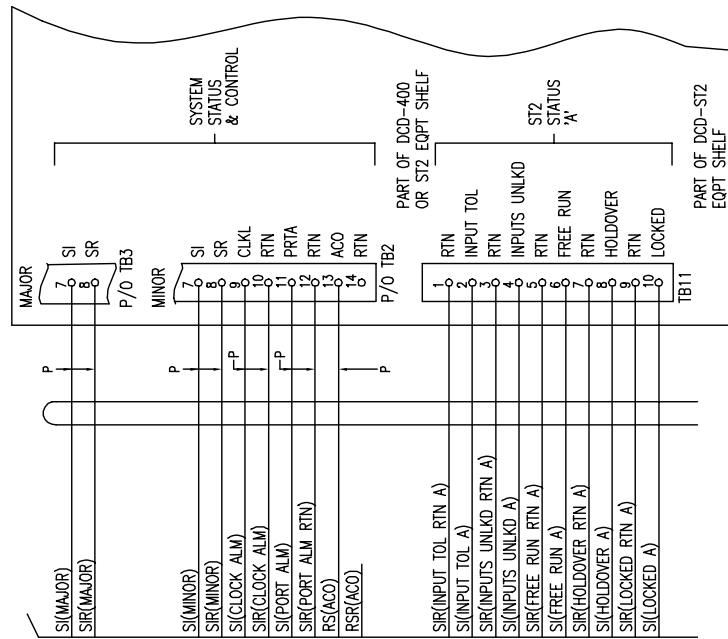 SI(MAJOR)
SIR(MAJOR)
P
MAJOR
7 SI
8 SR
P/O TB3
SI(MINOR)
SIR(MINOR)
SI(CLOCK ALM)
SIR(CLOCK ALM)
SI(PORT ALM)
SIR(PORT ALM RTN)
RS(ACO)
RSR(ACO)
P
P
P
P
MINOR
7 SI
8 SR
9 CLKL
10 RTN
11 PRTA
12 RTN
13 ACO
14 RTN
P/O TB2
SYSTEM
STATUS
& CONTROL
PART OF DCD-400
OR ST2 EQPT SHELF
SIR(INPUT TOL RTN A)
SI(INPUT TOL A)
SIR(INPUTS UNLKD RTN A)
SI(INPUTS UNLKD A)
SIR(FREE RUN RTN A)
SI(FREE RUN A)
SIR(HOLDOVER RTN A)
SI(HOLDOVER A)
SIR(LOCKED RTN A)
SI(LOCKED A)
1 RTN
2 INPUT TOL
3 RTN
4 INPUTS UNLKD
5 RTN
6 FREE RUN
7 RTN
8 HOLDOVER
9 RTN
10 LOCKED
TB11
ST2
STATUS
'A'
PART OF DCD-ST2
EQPT SHELF